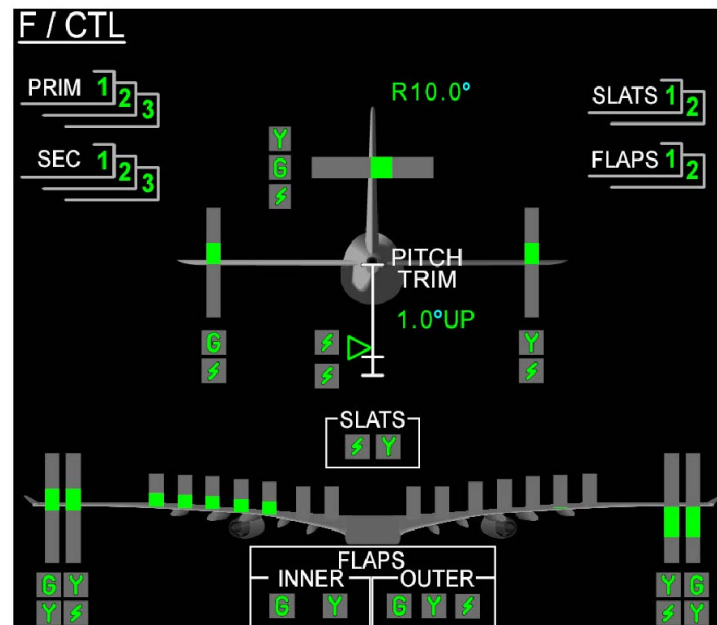 F / CTL
PRIM 1 2 3
R10.0°
SLATS 1 2
SEC 1 2 3
Y
G
FLAPS 1 2
PITCH
TRIM
1.0°UP
G
Y
SLATS
Y
FLAPS
INNER
OUTER
G Y
Y G
G Y
G Y
Y
Y